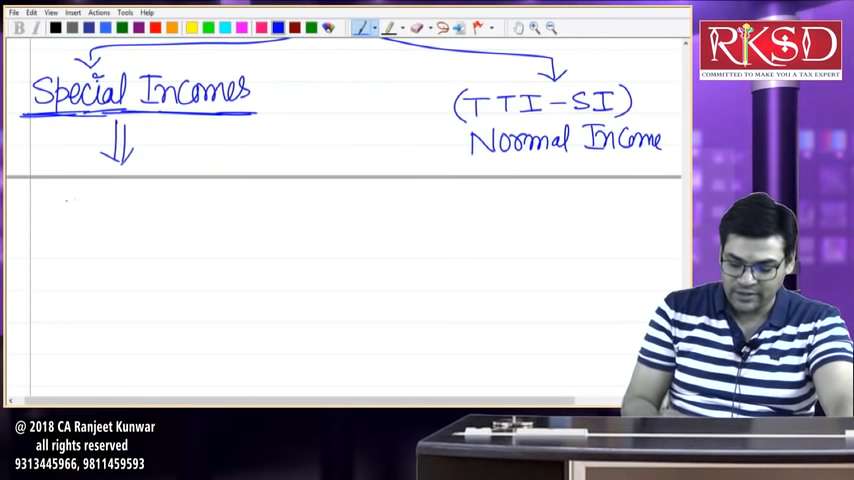 File Edit View Insert Actions Tools Help
B I
Special Incomes
(TTI-SI)
Normal Income
RKSD
COMMITTED TO MAKE YOU A TAX EXPERT
@ 2018 CA Ranjeet Kunwar
all rights reserved
9313445966, 9811459593